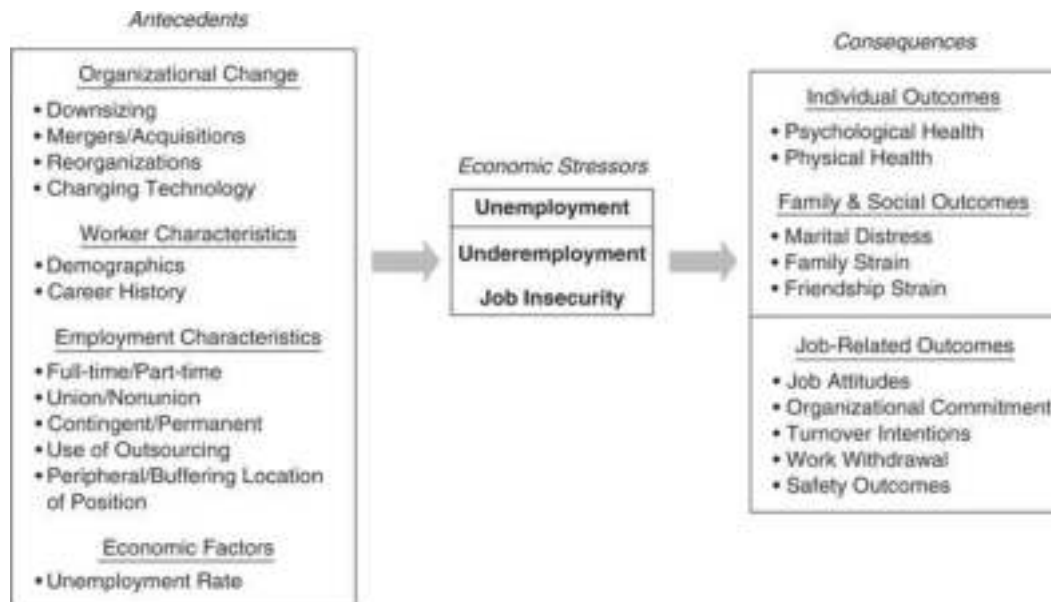 Antecedents
Organizational Change
• Downsizing
• Mergers/Acquisitions
• Reorganizations
• Changing Technology
Worker Characteristics
• Demographics
• Career History
Employment Characteristics
• Full-time/Part-time
• Union/Nonunion
• Contingent/Permanent
• Use of Outsourcing
• Peripheral/Buffering Location
of Position
Economic Factors
• Unemployment Rate
Economic Stressors
Unemployment
Underemployment
Job Insecurity
Consequences
Individual Outcomes
• Psychological Health
• Physical Health
Family & Social Outcomes
• Marital Distress
• Family Strain
• Friendship Strain
Job-Related Outcomes
• Job Attitudes
• Organizational Commitment
• Turnover Intentions
• Work Withdrawal
• Safety Outcomes